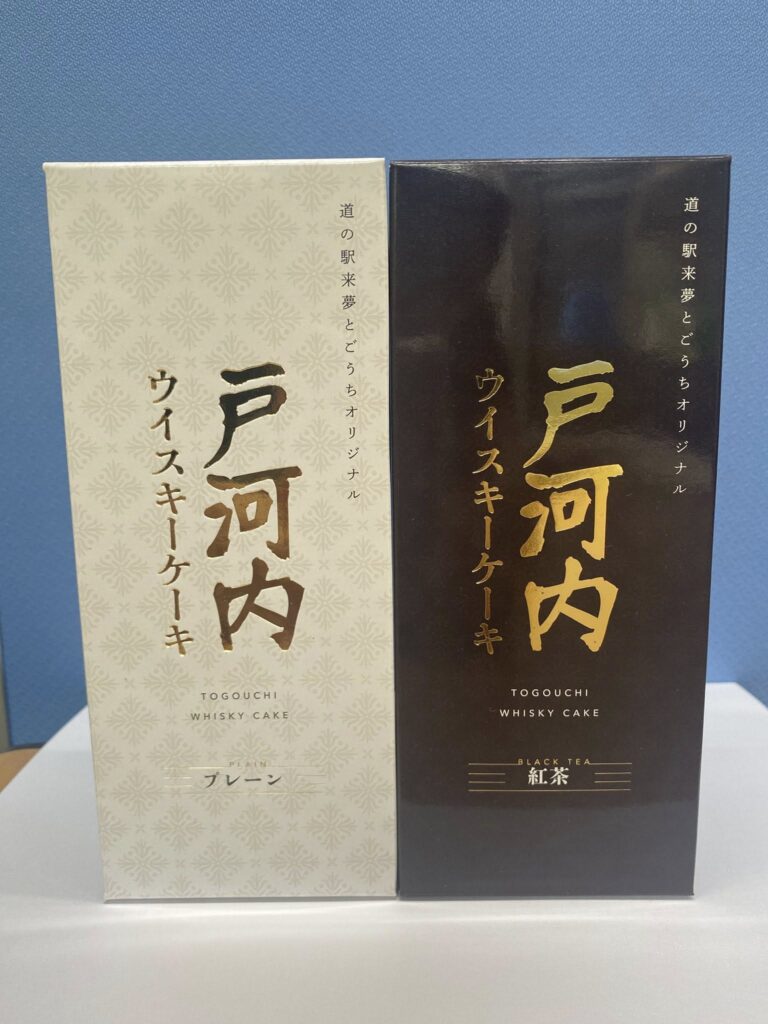 道の駅来夢とごうちオリジナル
戸河内
ウイスキーケーキ
TOGOUCHI
WHISKY CAKE
PLAIN
プレーン
道の駅来夢とごうちオリジナル
戸河内
ウイスキーケーキ
TOGOUCHI
WHISKY CAKE
BLACK TEA
紅茶